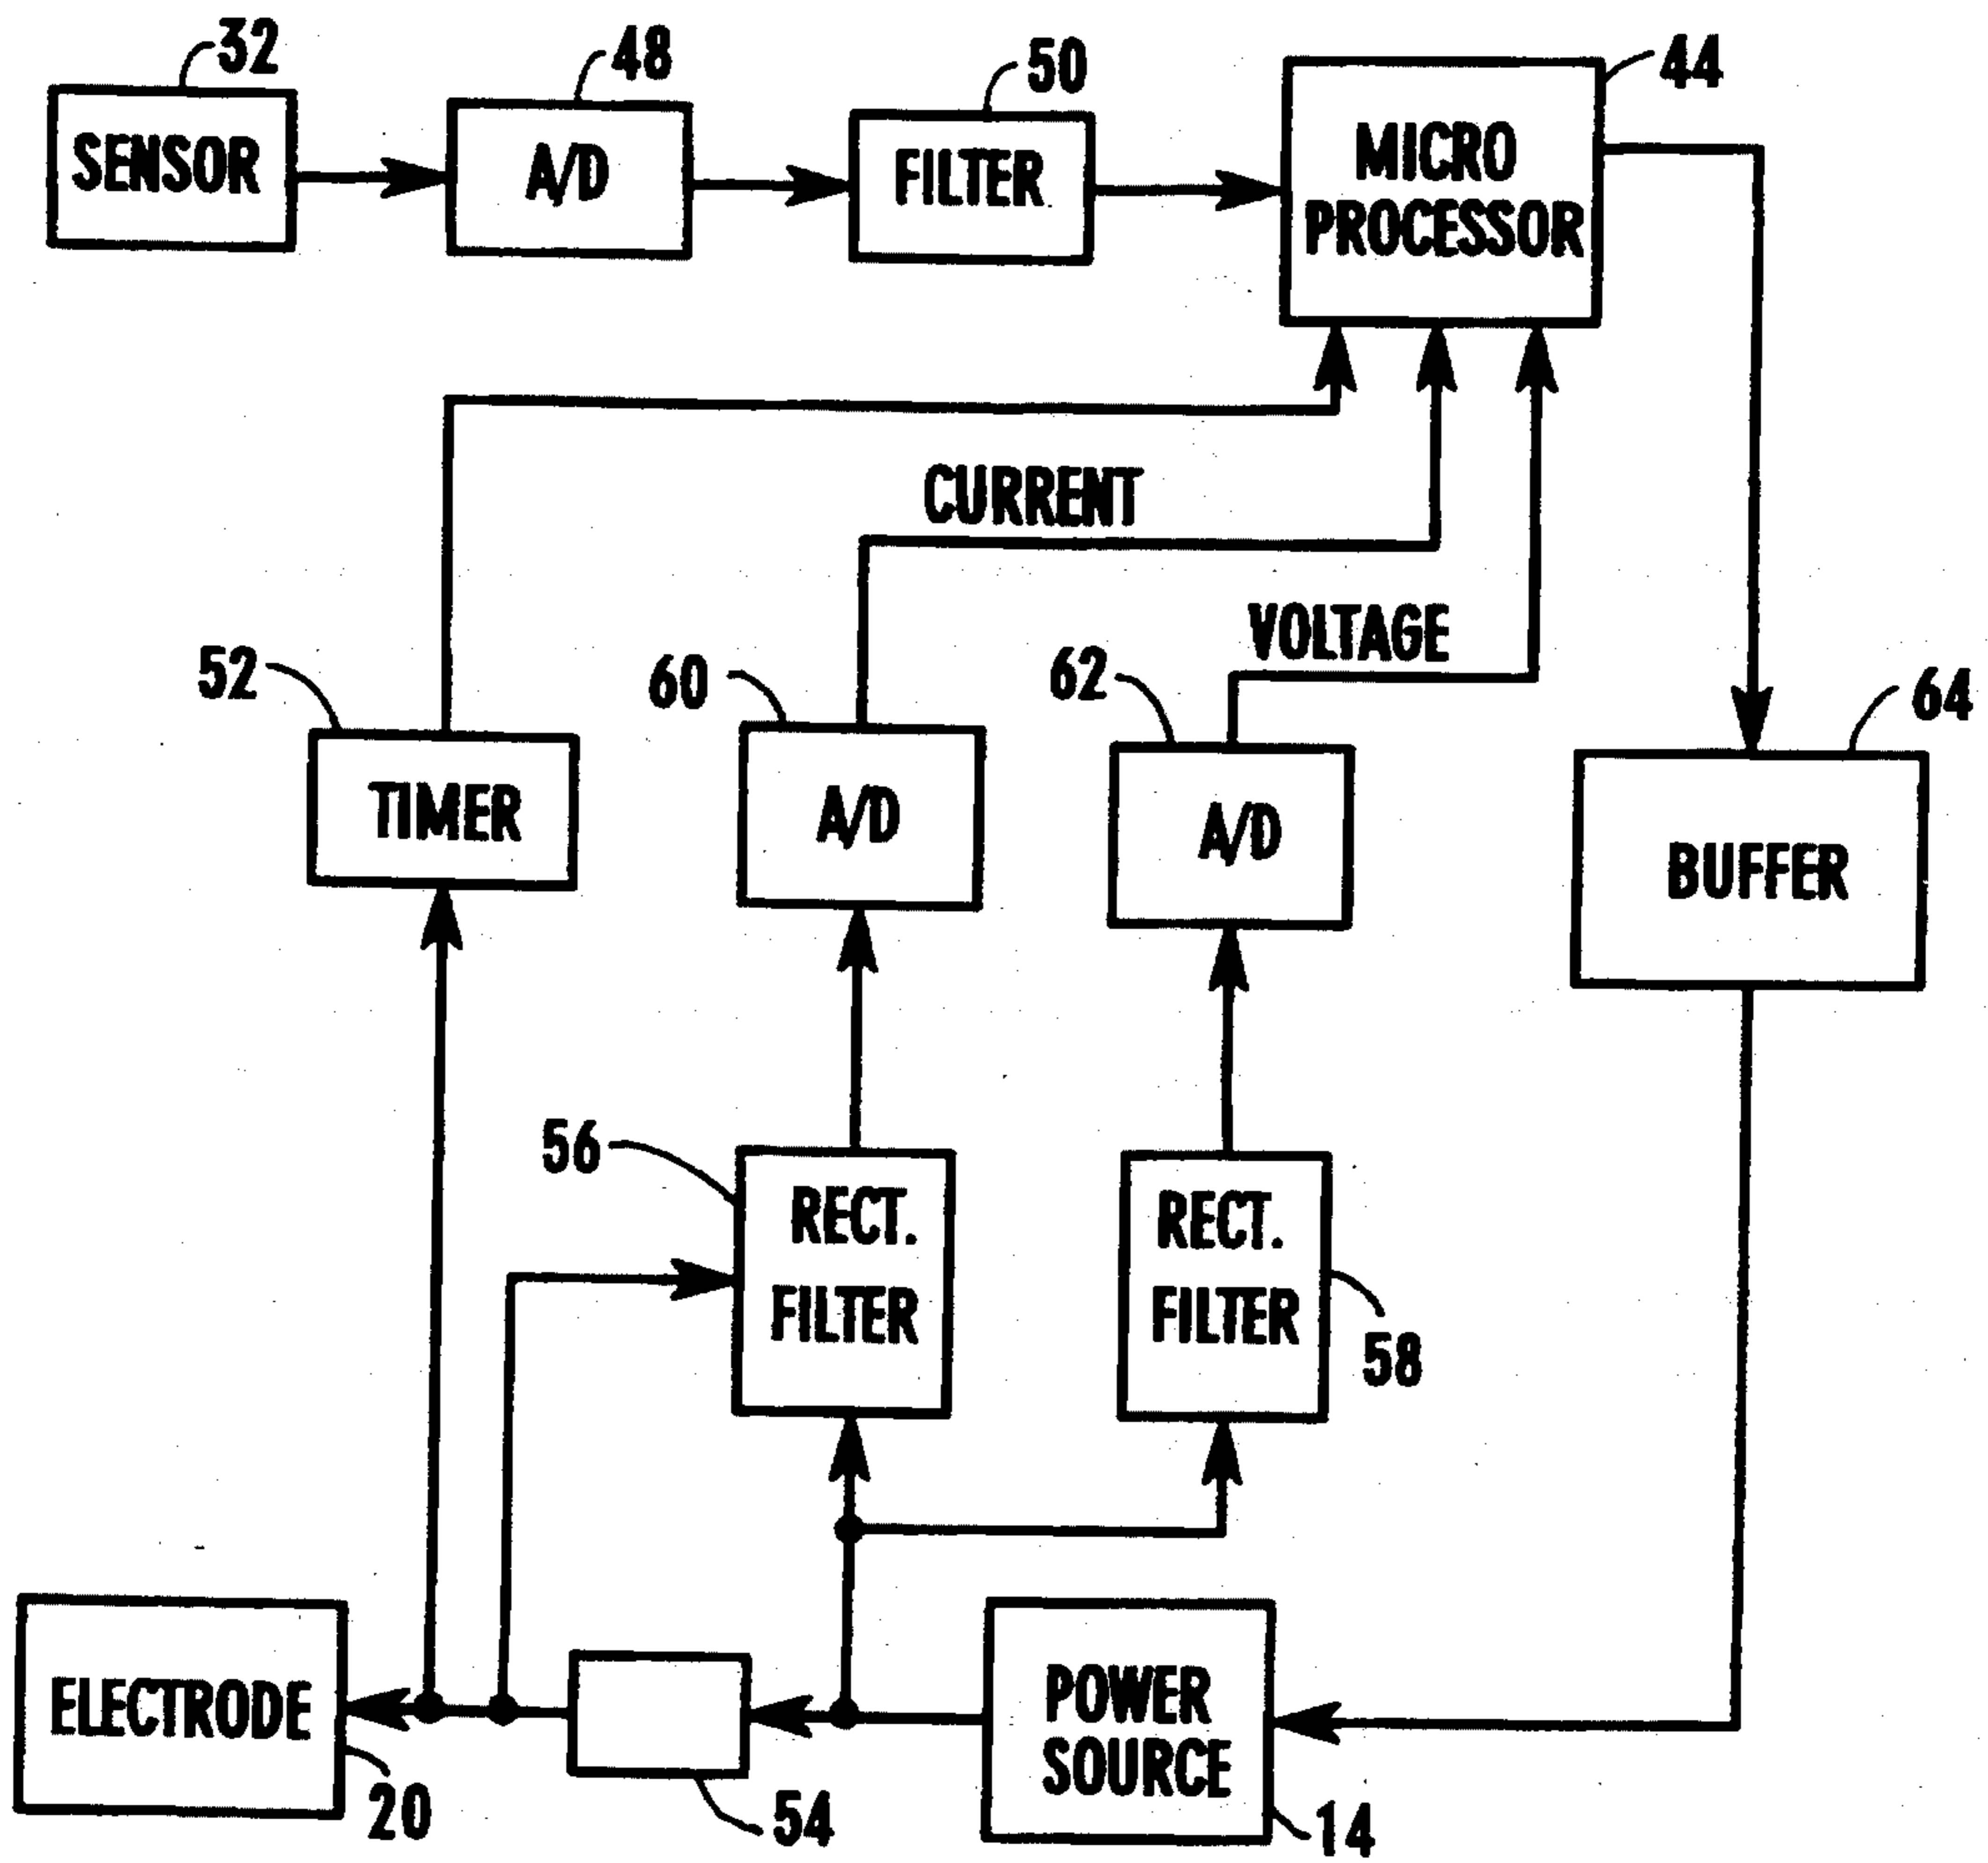 32
48
50
44
SENSOR
A/D
FILTER
MICRO
PROCESSOR
CURRENT
VOLTAGE
52
60
62
64
TIMER
A/D
A/D
BUFFER
56
RECT.
FILTER
RECT.
FILTER
58
ELECTRODE
POWER
SOURCE
20
54
14